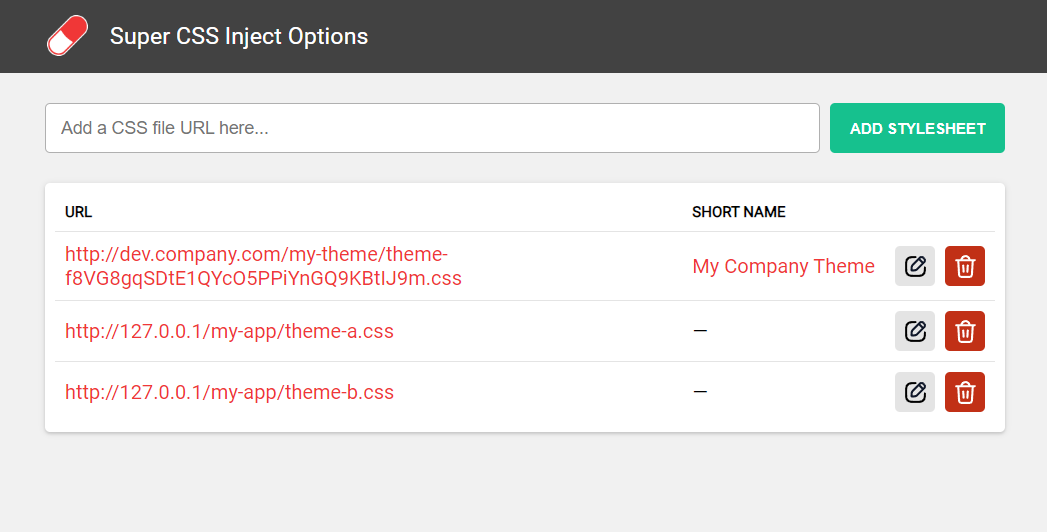 Super CSS Inject Options
Add a CSS file URL here...
ADD STYLESHEET
URL
SHORT NAME
http://dev.company.com/my-theme/theme-
f8VG8gqSDtE1QYcO5PPiYnGQ9KBtIJ9m.css
My Company Theme
http://127.0.0.1/my-app/theme-a.css
—
http://127.0.0.1/my-app/theme-b.css
—